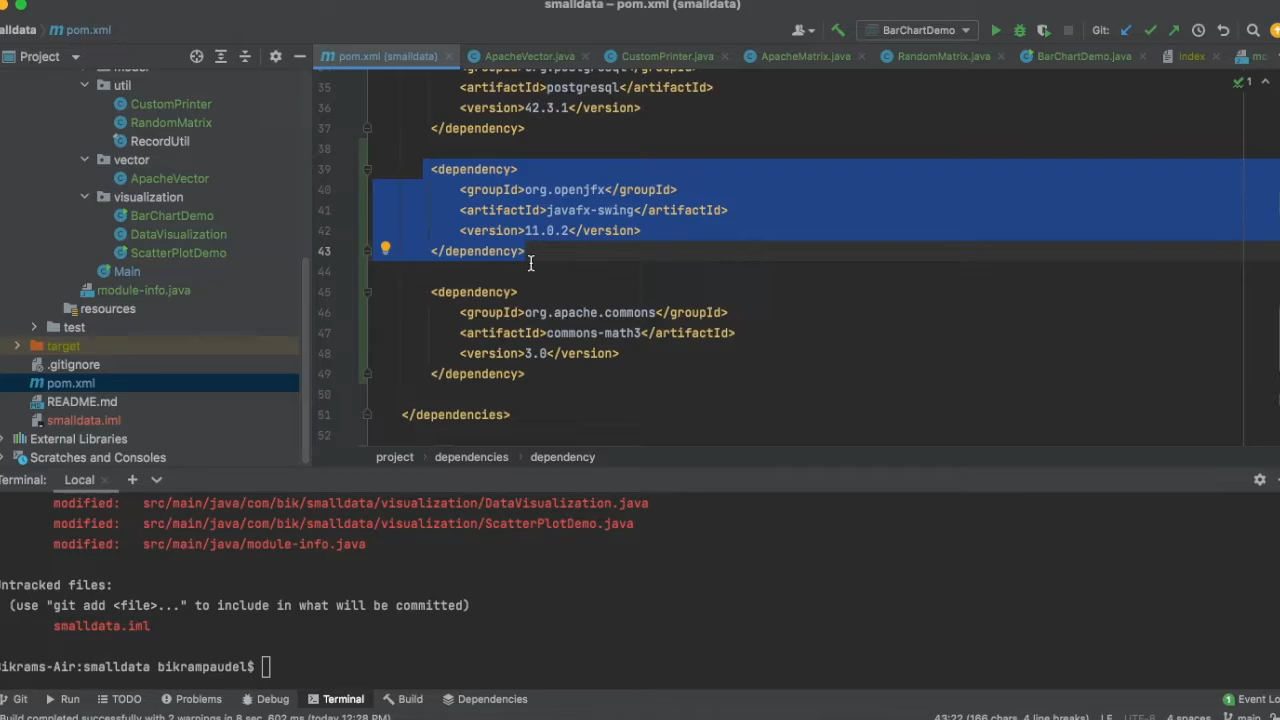 smalldata – pom.xml (smalldata)
pom.xml
BarChartDemo
Git:
Project
pom.xml (smalldata)
ApacheVector.java
CustomPrinter.java
ApacheMatrix.java
RandomMatrix.java
BarChartDemo.java
index
util
CustomPrinter
RandomMatrix
RecordUtil
vector
ApacheVector
visualization
BarChartDemo
DataVisualization
ScatterPlotDemo
Main
module-info.java
resources
test
target
.gitignore
pom.xml
README.md
smalldata.iml
External Libraries
Scratches and Consoles
35 <artifactId>postgresql</artifactId>
36 <version>42.3.1</version>
37 </dependency>
38
39 <dependency>
40 <groupId>org.openjfx</groupId>
41 <artifactId>javafx-swing</artifactId>
42 <version>11.0.2</version>
43 </dependency>
44
45 <dependency>
46 <groupId>org.apache.commons</groupId>
47 <artifactId>commons-math3</artifactId>
48 <version>3.0</version>
49 </dependency>
50
51 </dependencies>
52
1
project dependencies dependency
Terminal: Local
modified: src/main/java/com/bik/smalldata/visualization/DataVisualization.java
modified: src/main/java/com/bik/smalldata/visualization/ScatterPlotDemo.java
modified: src/main/java/module-info.java
ntracked files:
(use "git add <file>..." to include in what will be committed)
smalldata.iml
ikrams-Air:smalldata bikrampaudel$
Git Run TODO Problems Debug Terminal Build Dependencies 1 Event Lo